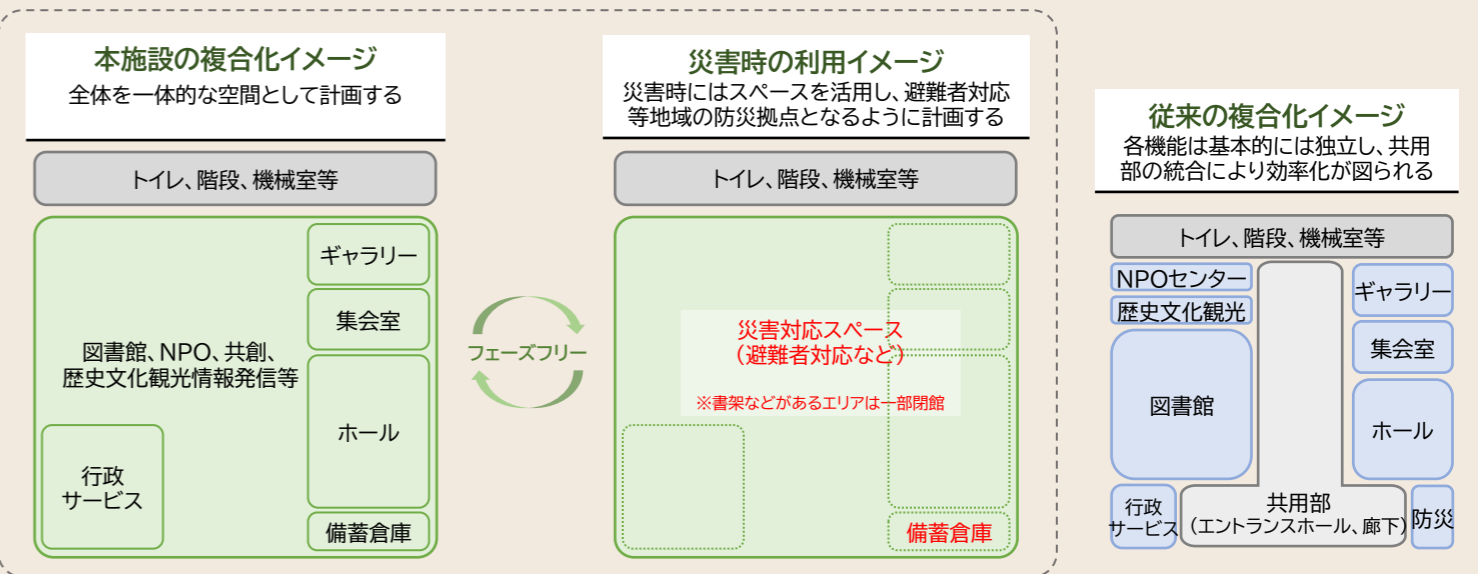 本施設の複合化イメージ
全体を一体的な空間として計画する
トイレ、階段、機械室等
ギャラリー
集会室
図書館、NPO、共創、
歴史文化観光情報発信等
ホール
行政
サービス
備蓄倉庫
フェーズフリー
災害時の利用イメージ
災害時にはスペースを活用し、避難者対応
等地域の防災拠点となるように計画する
トイレ、階段、機械室等
災害対応スペース
（避難者対応など）
※書架などがあるエリアは一部閉館
備蓄倉庫
従来の複合化イメージ
各機能は基本的には独立し、共用
部の統合により効率化が図られる
トイレ、階段、機械室等
NPOセンター
歴史文化観光
図書館
ギャラリー
集会室
ホール
行政
サービス
共用部
（エントランスホール、廊下）
防災